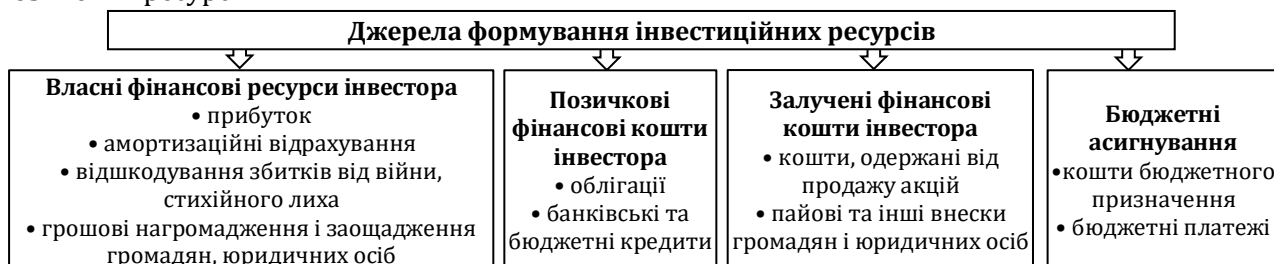 Джерела формування інвестиційних ресурсів
Власні фінансові ресурси інвестора
• прибуток
• амортизаційні відрахування
• відшкодування збитків від війни,
стихійного лиха
• грошові нагромадження і заощадження
громадян, юридичних осіб
Позичкові
фінансові кошти
інвестора
• облігації
• банківські та
бюджетні кредити
Залучені фінансові
кошти інвестора
• кошти, одержані від
продажу акцій
• пайові та інші внески
громадян і юридичних осіб
Бюджетні
асигнування
•кошти бюджетного
призначення
• бюджетні платежі